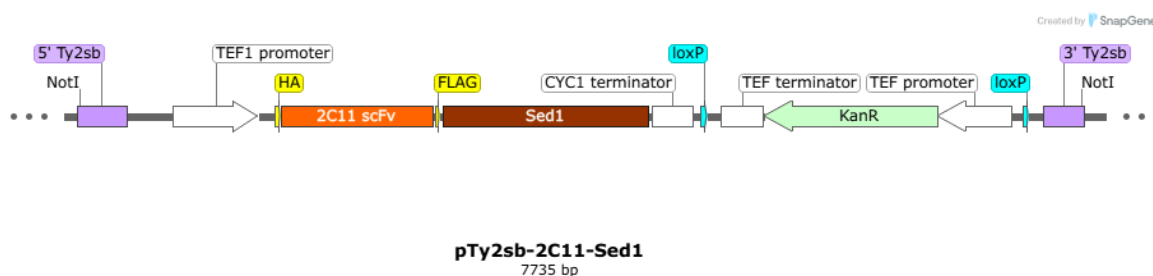 Created by SnapGene
5' Ty2sb
TEF1 promoter
loxP
3' Ty2sb
NotI
HA
FLAG
CYC1 terminator
TEF terminator
TEF promoter
loxP
NotI
2C11 scFv
Sed1
KanR
pTy2sb-2C11-Sed1
7735 bp